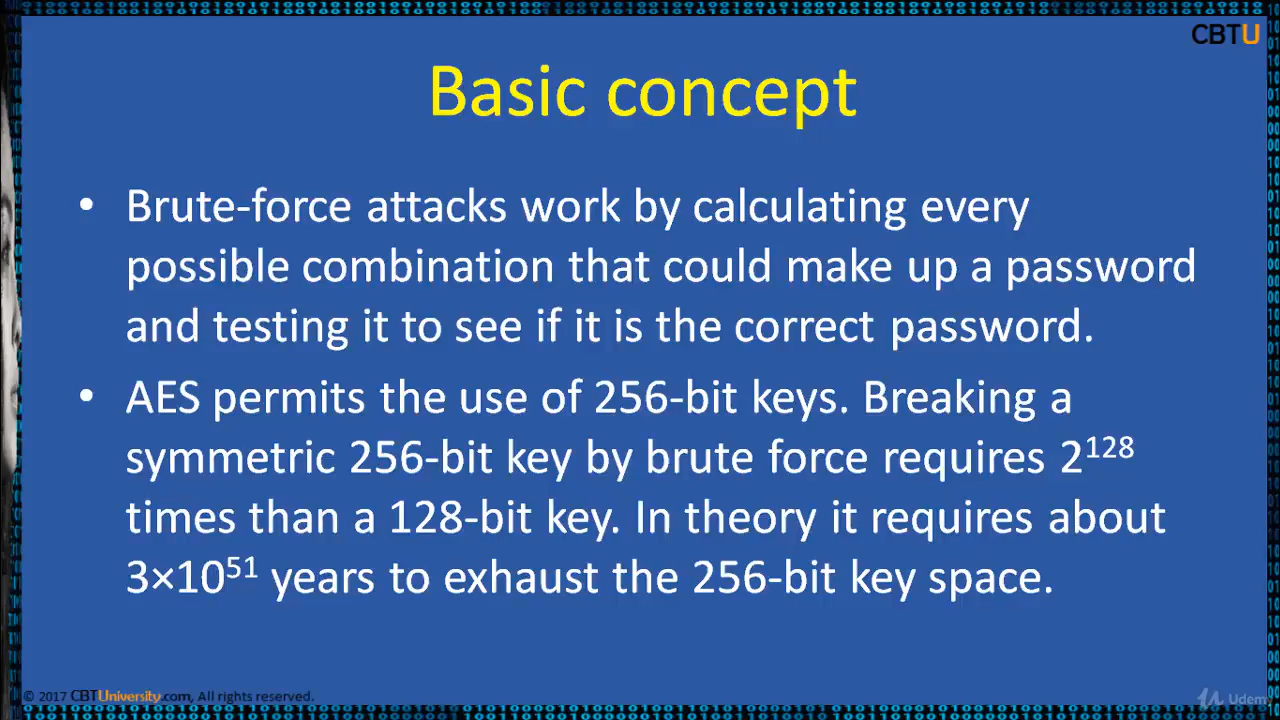 CBTU
Basic concept
• Brute-force attacks work by calculating every
possible combination that could make up a password
and testing it to see if it is the correct password.
• AES permits the use of 256-bit keys. Breaking a
symmetric 256-bit key by brute force requires 2¹²⁸
times than a 128-bit key. In theory it requires about
3×10⁵¹ years to exhaust the 256-bit key space.
© 2017 CBTUniversity.com, All rights reserved.
Udemy